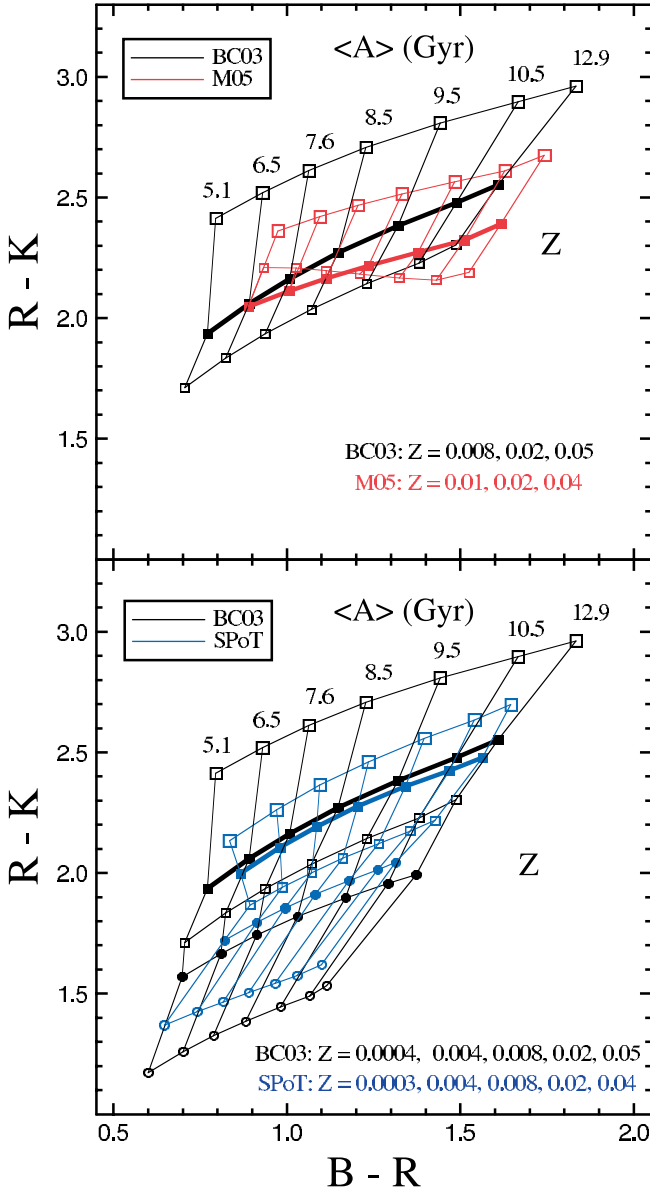 <A> (Gyr)
BC03
M05
12.9
10.5
9.5
8.5
7.6
6.5
5.1
3.0
2.5
2.0
1.5
R - K
Z
BC03: Z = 0.008, 0.02, 0.05
M05: Z = 0.01, 0.02, 0.04
<A> (Gyr)
BC03
SPoT
12.9
10.5
9.5
8.5
7.6
6.5
5.1
3.0
2.5
2.0
1.5
R - K
Z
BC03: Z = 0.0004, 0.004, 0.008, 0.02, 0.05
SPoT: Z = 0.0003, 0.004, 0.008, 0.02, 0.04
0.5 1.0 1.5 2.0
B - R